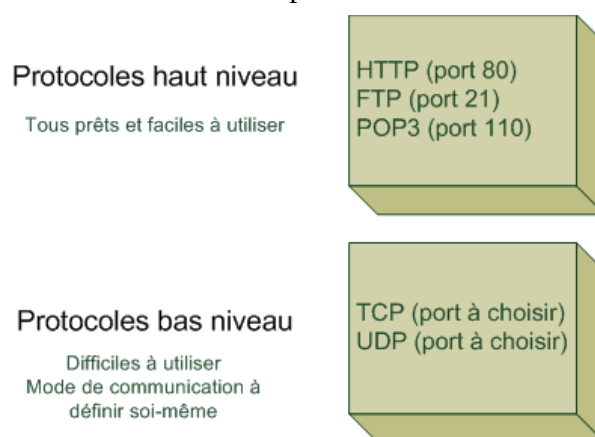 Protocoles haut niveau
Tous prêts et faciles à utiliser
HTTP (port 80)
FTP (port 21)
POP3 (port 110)
Protocoles bas niveau
Difficiles à utiliser
Mode de communication à
définir soi-même
TCP (port à choisir)
UDP (port à choisir)